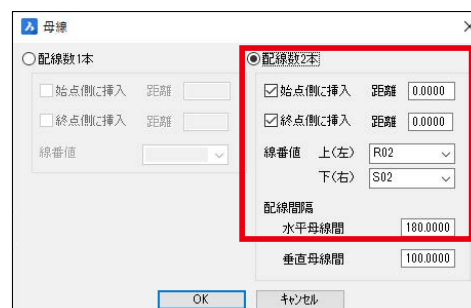 母線
配線数1本
始点側に挿入 距離
終点側に挿入 距離
線番値
配線数2本
始点側に挿入 距離 0.0000
終点側に挿入 距離 0.0000
線番値 上(左) R02
下(右) S02
配線間隔
水平母線間 180.0000
垂直母線間 100.0000
OK キャンセル